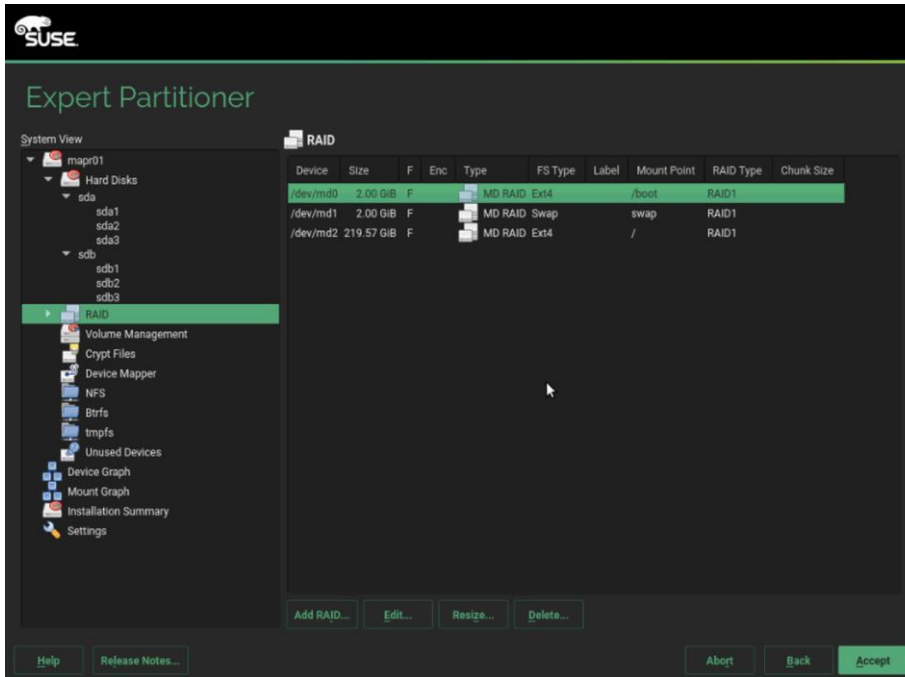 SUSE.
Expert Partitioner
System View
mapr01
Hard Disks
sda
sda1
sda2
sda3
sdb
sdb1
sdb2
sdb3
RAID
Volume Management
Crypt Files
Device Mapper
NFS
Btrfs
tmpfs
Unused Devices
Device Graph
Mount Graph
Installation Summary
Settings
RAID
Device Size F Enc Type FS Type Label Mount Point RAID Type Chunk Size
/dev/md0 2.00 GiB F MD RAID Ext4 /boot RAID1
/dev/md1 2.00 GiB F MD RAID Swap swap RAID1
/dev/md2 219.57 GiB F MD RAID Ext4 / RAID1
Add RAID... Edit... Resize... Delete...
Help Release Notes... Abort Back Accept